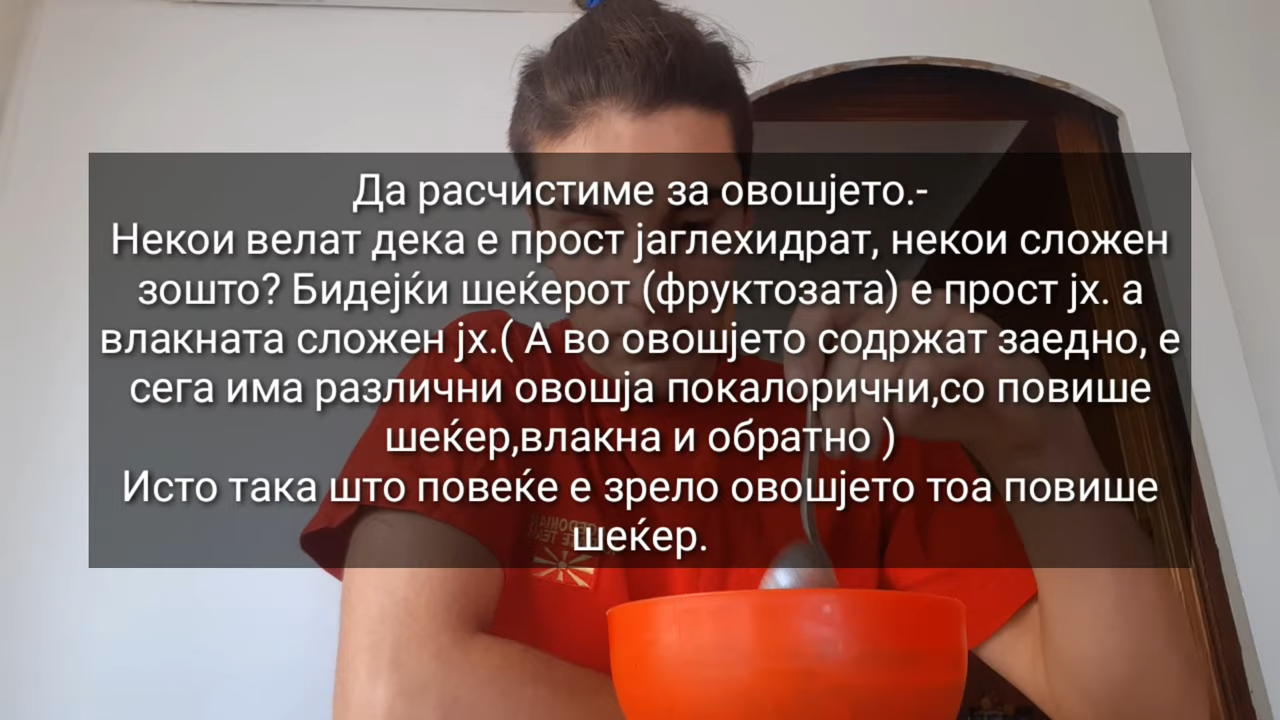 Да расчистиме за овошјето.-
Некои велат дека е прост јаглехидрат, некои сложен
зошто? Бидејќи шеќерот (фруктозата) е прост јх. а
влакната сложен јх.( А во овошјето содржат заедно, е
сега има различни овошја покалорични,со повише
шеќер,влакна и обратно )
Исто така што повеќе е зрело овошјето тоа повише
шеќер.